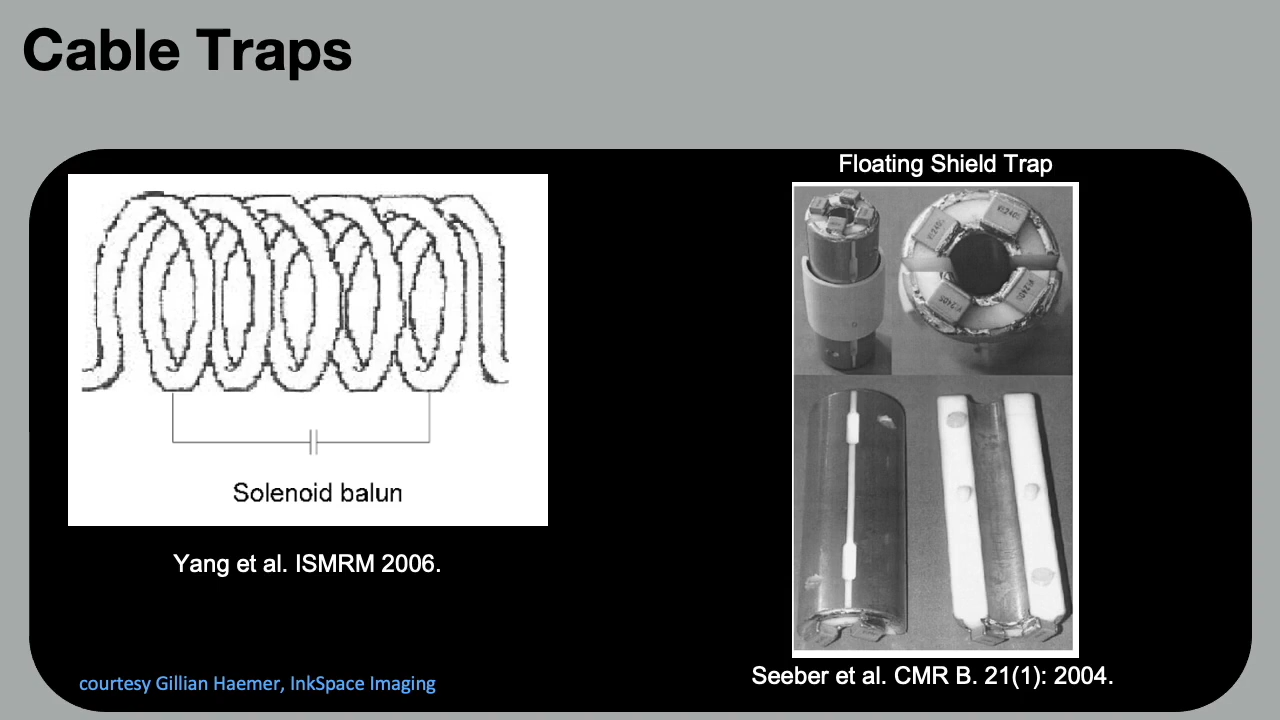 Cable Traps
Floating Shield Trap
Solenoid balun
Yang et al. ISMRM 2006.
courtesy Gillian Haemer, InkSpace Imaging
Seeber et al. CMR B. 21(1): 2004.